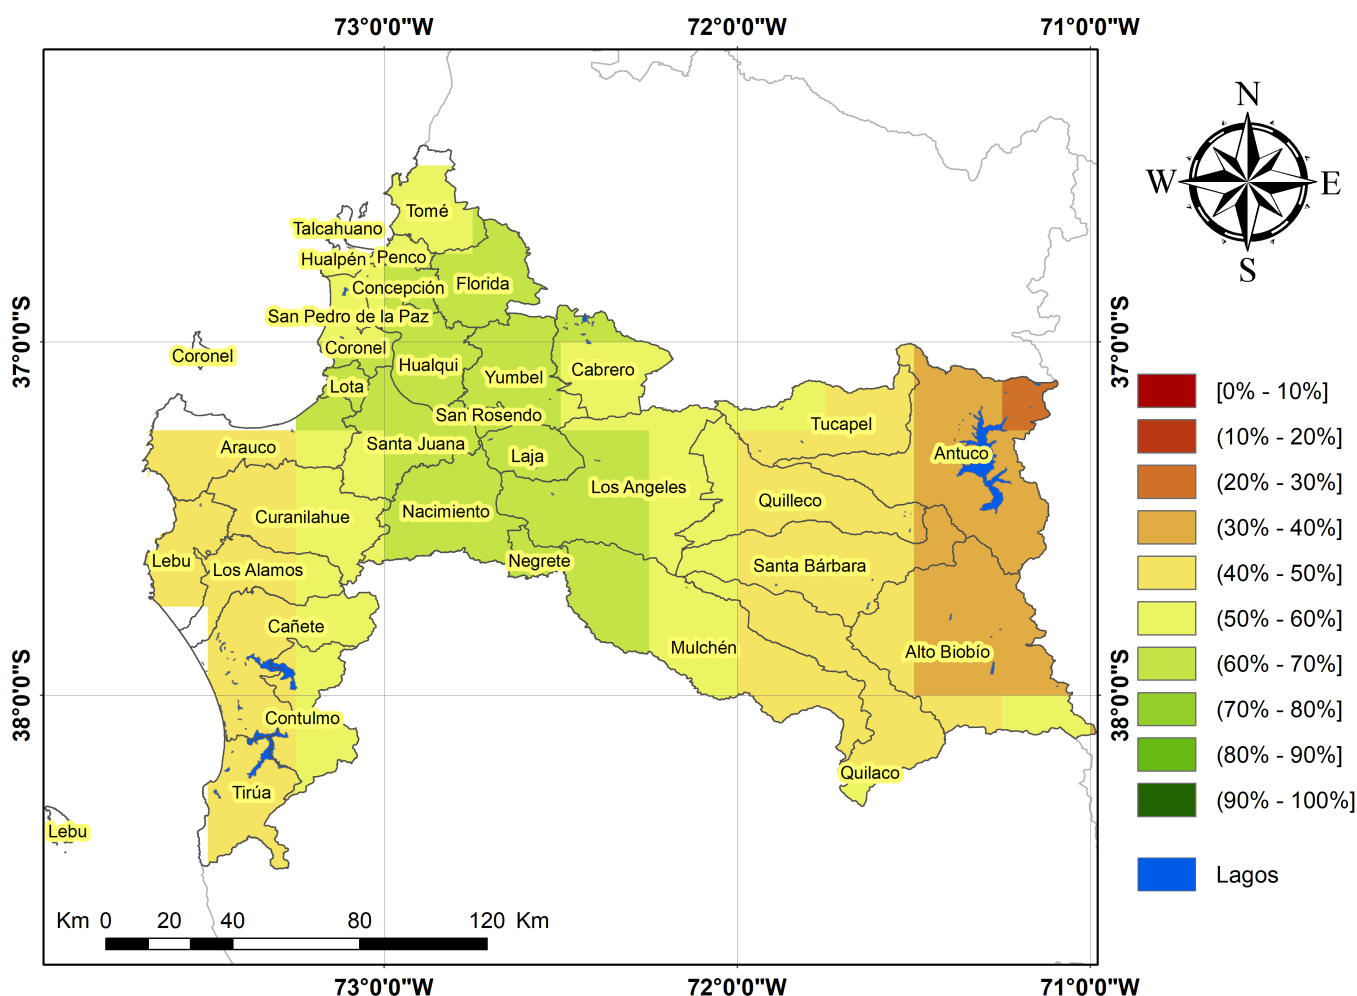 73°0'0"W
72°0'0"W
71°0'0"W
N
W
E
S
Tomé
Talcahuano
Hualpén
Penco
Concepción
Florida
San Pedro de la Paz
37°0'0"S
37°0'0"S
Coronel
Coronel
Hualqui
Cabrero
Yumbel
Lota
San Rosendo
Tucapel
Arauco
Santa Juana
Laja
Antuco
Los Angeles
Quilleco
Curanilahue
Nacimiento
Lebu
Los Alamos
Negrete
Santa Bárbara
Cañete
Mulchén
Alto Biobío
38°0'0"S
38°0'0"S
Contulmo
Quilaco
Tirúa
Lebu
[0% - 10%]
(10% - 20%]
(20% - 30%]
(30% - 40%]
(40% - 50%]
(50% - 60%]
(60% - 70%]
(70% - 80%]
(80% - 90%]
(90% - 100%]
Lagos
Km 0 20 40 80 120 Km
73°0'0"W
72°0'0"W
71°0'0"W